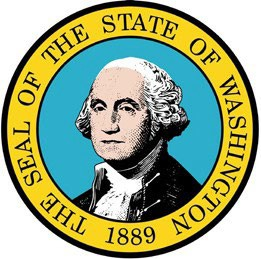 THE SEAL OF THE STATE OF WASHINGTON
1889